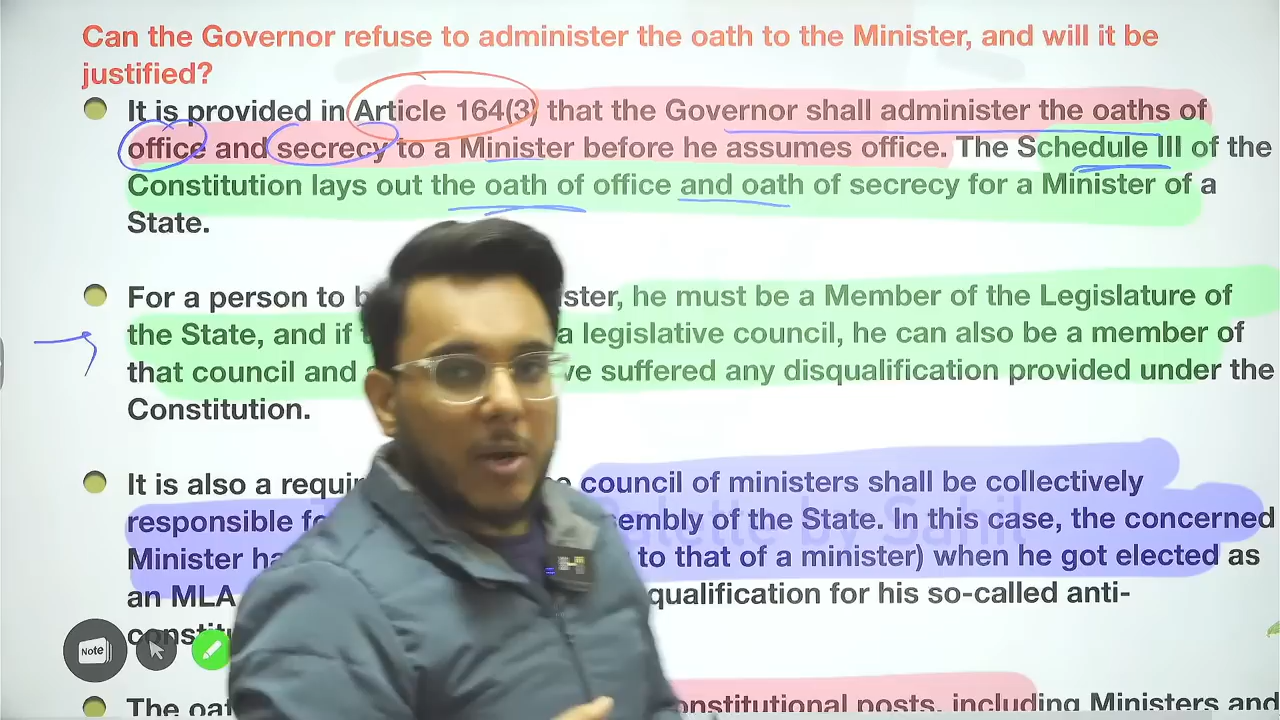 Can the Governor refuse to administer the oath to the Minister, and will it be
justified?
It is provided in Article 164(3) that the Governor shall administer the oaths of
office and secrecy to a Minister before he assumes office. The Schedule III of the
Constitution lays out the oath of office and oath of secrecy for a Minister of a
State.
For a person to b ster, he must be a Member of the Legislature of
the State, and if a legislative council, he can also be a member of
that council and ve suffered any disqualification provided under the
Constitution.
It is also a requir council of ministers shall be collectively
responsible fo sembly of the State. In this case, the concerned
Minister ha to that of a minister) when he got elected as
an MLA qualification for his so-called anti-
constitu
Note
The oat onstitutional posts, including Ministers and